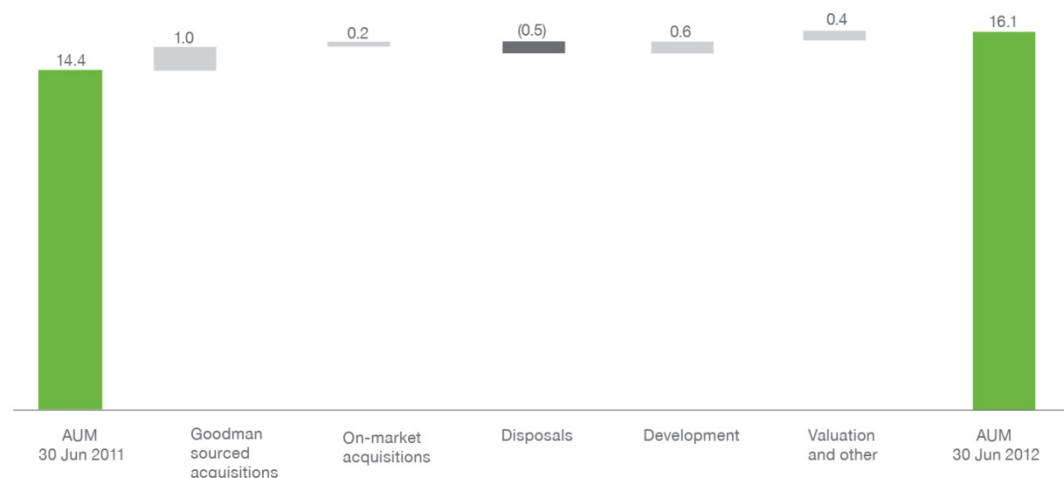 14.4
1.0
0.2
(0.5)
0.6
0.4
16.1
AUM
30 Jun 2011
Goodman
sourced
acquisitions
On-market
acquisitions
Disposals
Development
Valuation
and other
AUM
30 Jun 2012